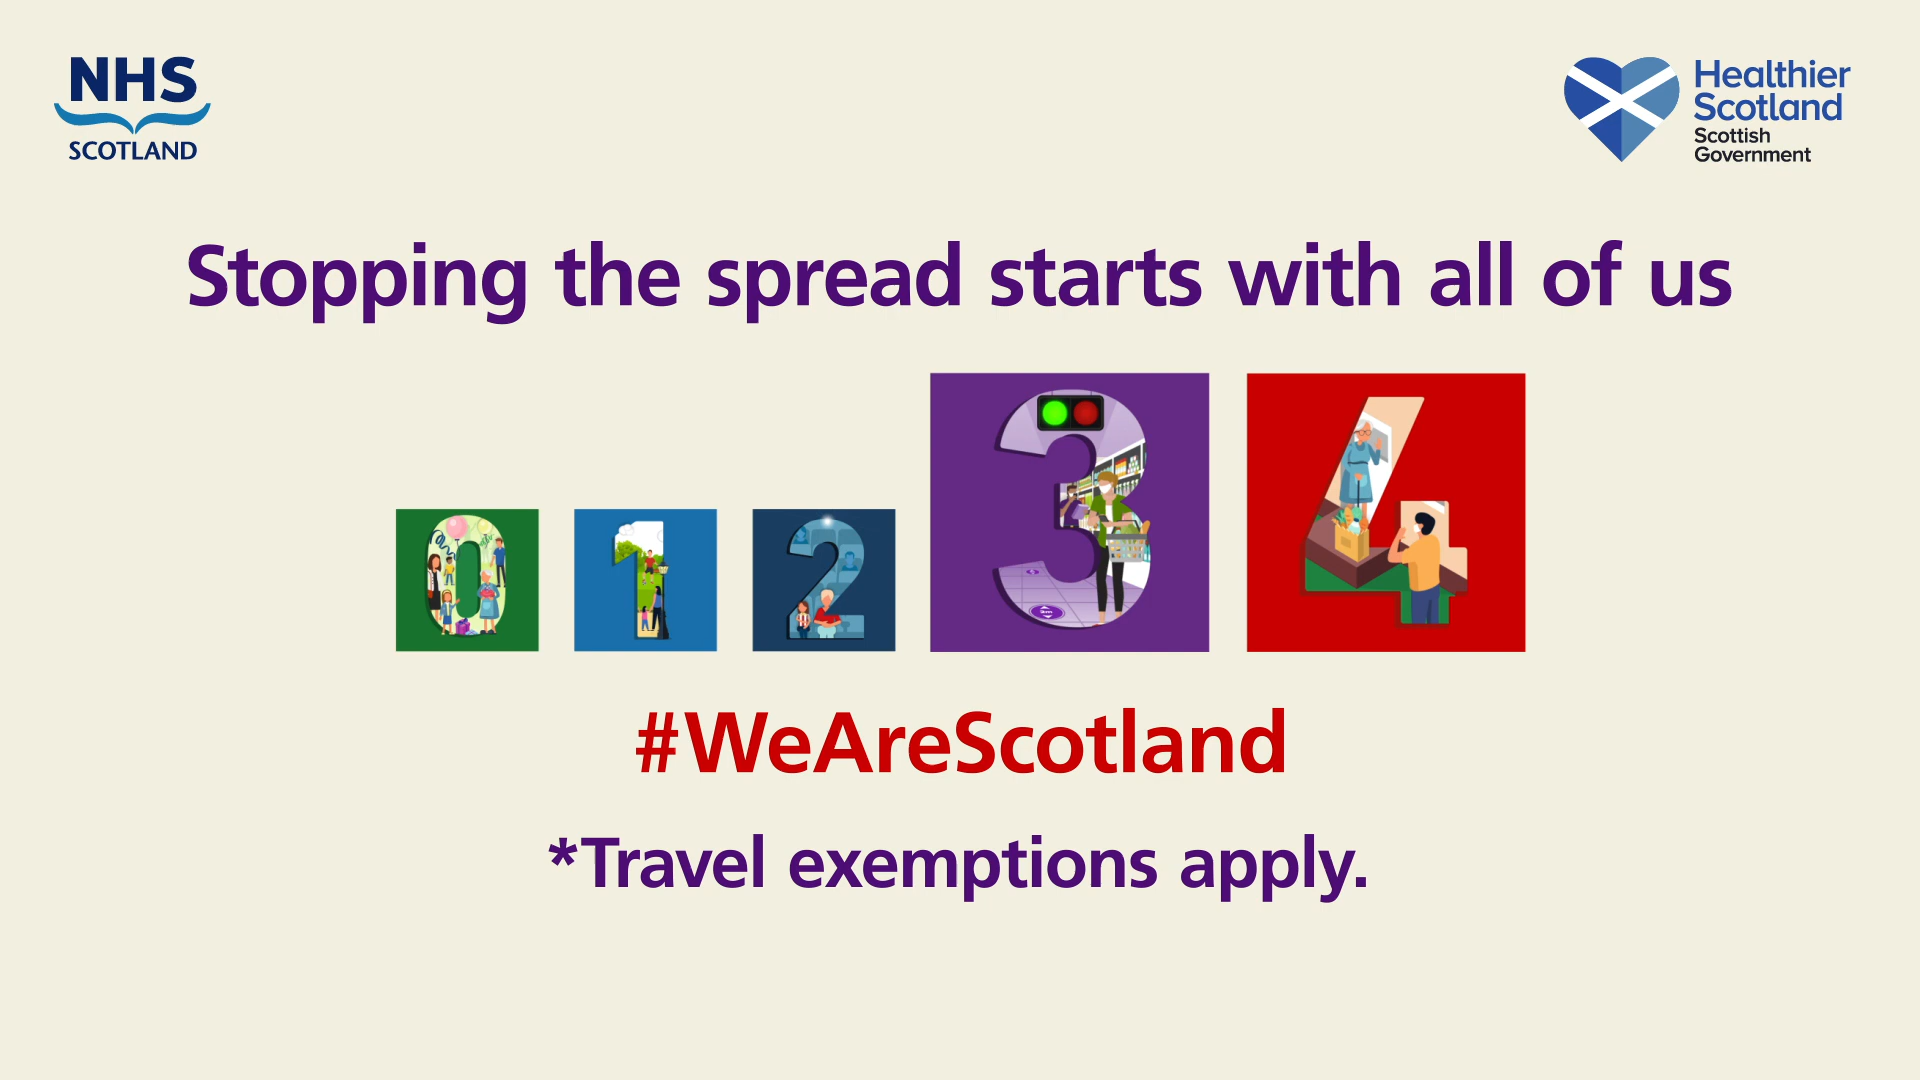 NHS
SCOTLAND
Healthier
Scotland
Scottish
Government
Stopping the spread starts with all of us
0 1 2 3 4
#WeAreScotland
*Travel exemptions apply.